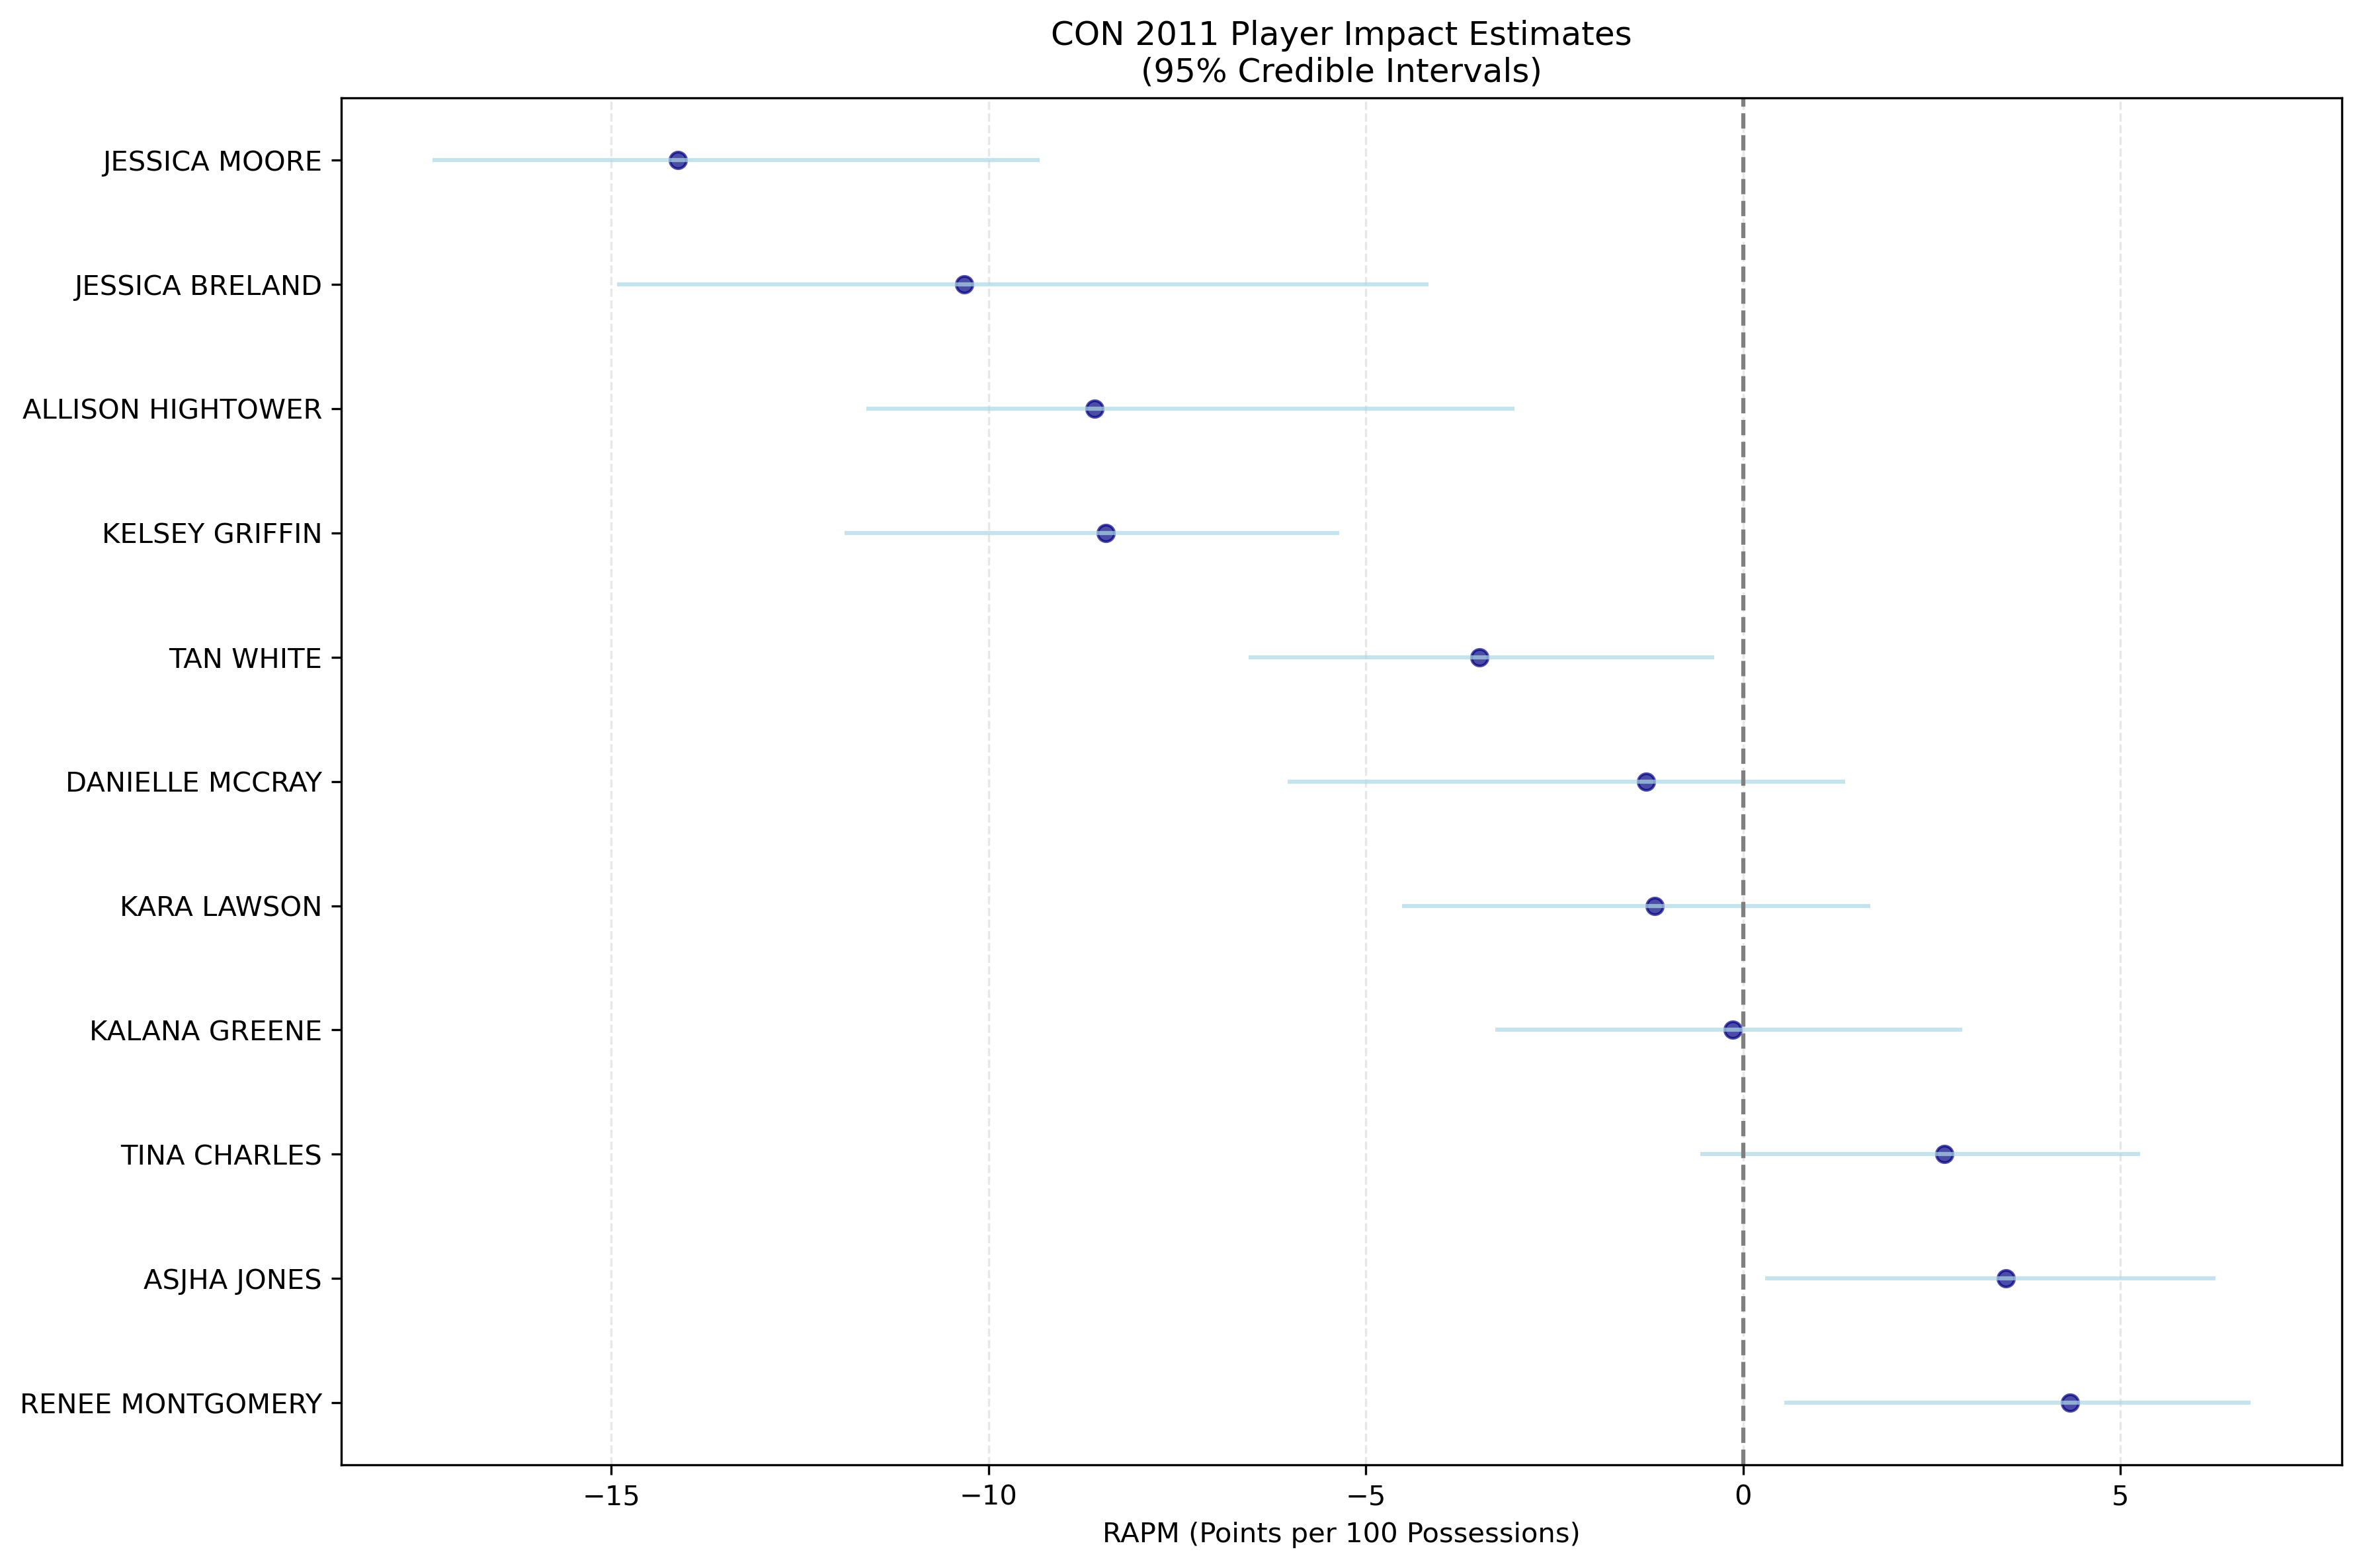 CON 2011 Player Impact Estimates
(95% Credible Intervals)
JESSICA MOORE
JESSICA BRELAND
ALLISON HIGHTOWER
KELSEY GRIFFIN
TAN WHITE
DANIELLE MCCRAY
KARA LAWSON
KALANA GREENE
TINA CHARLES
ASJHA JONES
RENEE MONTGOMERY
−15 −10 −5 0 5
RAPM (Points per 100 Possessions)